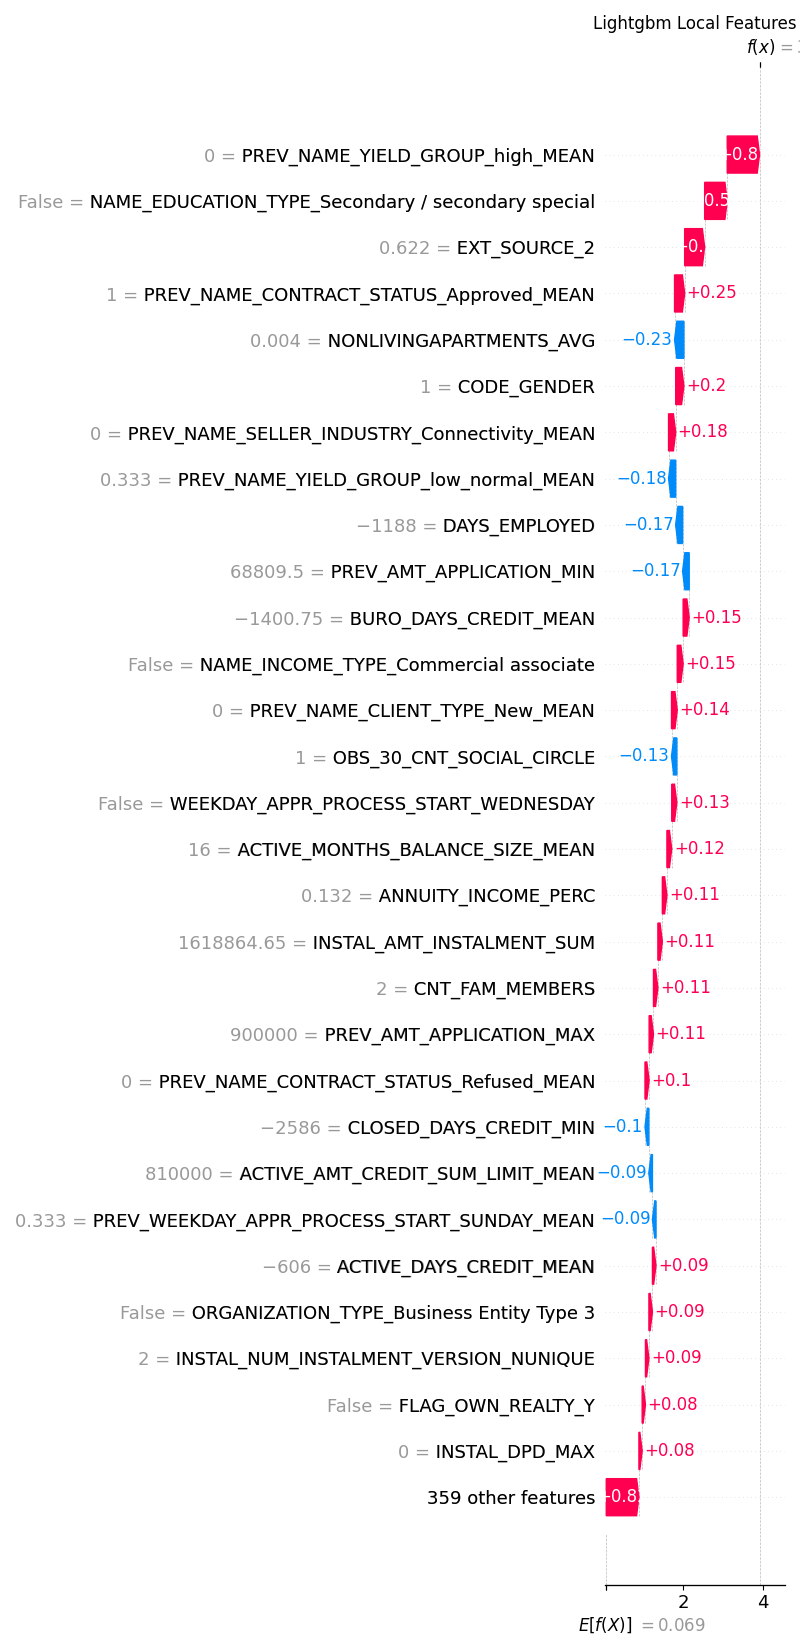 Lightgbm Local Features
f(x) =
0 = PREV_NAME_YIELD_GROUP_high_MEAN
False = NAME_EDUCATION_TYPE_Secondary / secondary special
0.5
0.622 = EXT_SOURCE_2
1 = PREV_NAME_CONTRACT_STATUS_Approved_MEAN
+0.25
0.004 = NONLIVINGAPARTMENTS_AVG
−0.23
1 = CODE_GENDER
+0.2
0 = PREV_NAME_SELLER_INDUSTRY_Connectivity_MEAN
+0.18
0.333 = PREV_NAME_YIELD_GROUP_low_normal_MEAN
−0.18
−1188 = DAYS_EMPLOYED
−0.17
68809.5 = PREV_AMT_APPLICATION_MIN
−0.17
−1400.75 = BURO_DAYS_CREDIT_MEAN
+0.15
False = NAME_INCOME_TYPE_Commercial associate
+0.15
0 = PREV_NAME_CLIENT_TYPE_New_MEAN
+0.14
1 = OBS_30_CNT_SOCIAL_CIRCLE
−0.13
False = WEEKDAY_APPR_PROCESS_START_WEDNESDAY
+0.13
16 = ACTIVE_MONTHS_BALANCE_SIZE_MEAN
+0.12
0.132 = ANNUITY_INCOME_PERC
+0.11
1618864.65 = INSTAL_AMT_INSTALMENT_SUM
+0.11
2 = CNT_FAM_MEMBERS
+0.11
900000 = PREV_AMT_APPLICATION_MAX
+0.11
0 = PREV_NAME_CONTRACT_STATUS_Refused_MEAN
+0.1
−2586 = CLOSED_DAYS_CREDIT_MIN
−0.1
810000 = ACTIVE_AMT_CREDIT_SUM_LIMIT_MEAN
−0.09
0.333 = PREV_WEEKDAY_APPR_PROCESS_START_SUNDAY_MEAN
−0.09
−606 = ACTIVE_DAYS_CREDIT_MEAN
+0.09
False = ORGANIZATION_TYPE_Business Entity Type 3
+0.09
2 = INSTAL_NUM_INSTALMENT_VERSION_NUNIQUE
+0.09
False = FLAG_OWN_REALTY_Y
+0.08
0 = INSTAL_DPD_MAX
+0.08
359 other features
2 4
E[f(X)] = 0.069